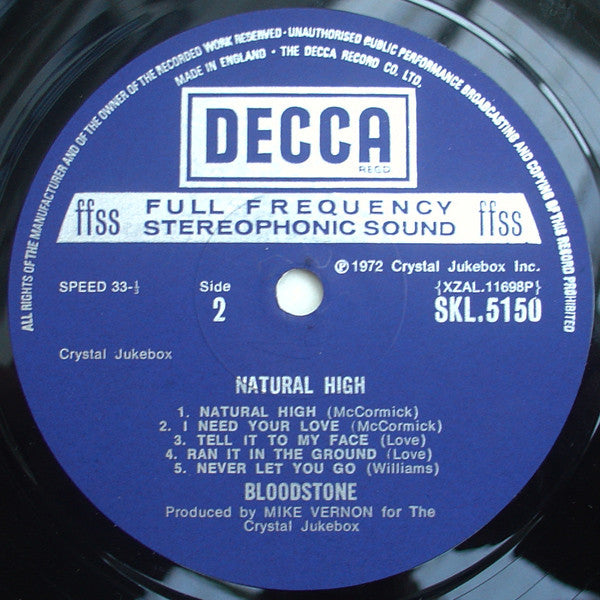 ALL RIGHTS OF THE MANUFACTURER AND OF THE OWNER OF THE RECORDED WORK RESERVED · UNAUTHORISED PUBLIC PERFORMANCE BROADCASTING AND COPYING OF THIS RECORD PROHIBITED
MADE IN ENGLAND · THE DECCA RECORD CO. LTD.
DECCA
REGD
ffss FULL FREQUENCY ffss
STEREOPHONIC SOUND
℗ 1972 Crystal Jukebox Inc.
SPEED 33-⅓ Side {XZAL.11698P}
2 SKL.5150
Crystal Jukebox
NATURAL HIGH
1. NATURAL HIGH (McCormick)
2. I NEED YOUR LOVE (McCormick)
3. TELL IT TO MY FACE (Love)
4. RAN IT IN THE GROUND (Love)
5. NEVER LET YOU GO (Williams)
BLOODSTONE
Produced by MIKE VERNON for The
Crystal Jukebox